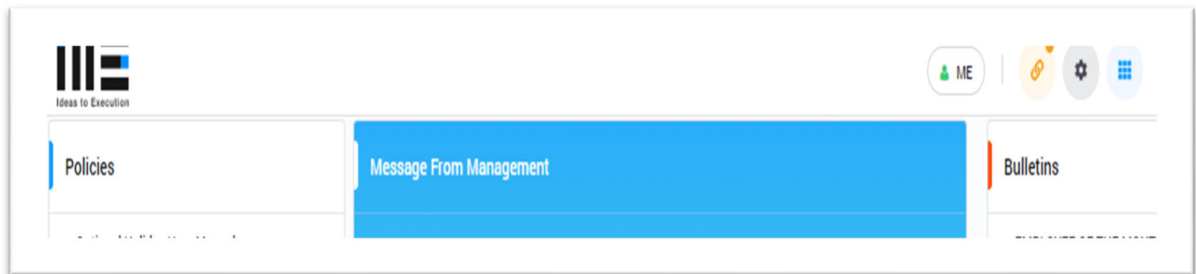 Ideas to Execution
ME
Policies
Message From Management
Bulletins